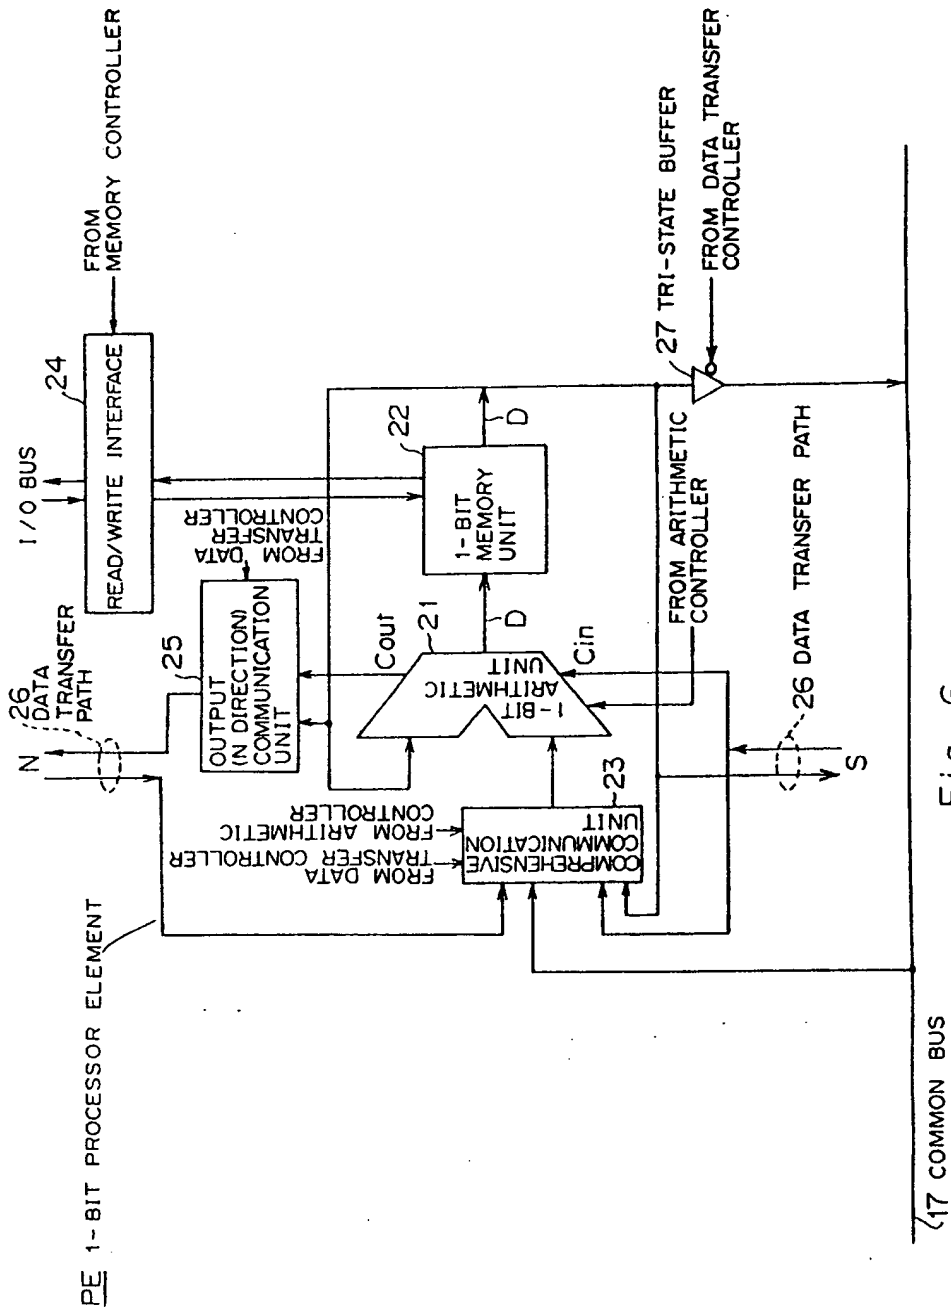 PE 1-BIT PROCESSOR ELEMENT
N
26
DATA
TRANSFER
PATH
25
OUTPUT
(N DIRECTION)
COMMUNICATION
UNIT
FROM DATA
TRANSFER
CONTROLLER
I/O BUS
24
READ/WRITE INTERFACE
FROM
MEMORY CONTROLLER
FROM DATA
TRANSFER CONTROLLER
FROM ARITHMETIC
CONTROLLER
COMPREHENSIVE
COMMUNICATION
UNIT
23
Cout
21
1-BIT
ARITHMETIC
UNIT
Cin
D
22
1-BIT
MEMORY
UNIT
D
FROM ARITHMETIC
CONTROLLER
27 TRI-STATE BUFFER
FROM DATA TRANSFER
CONTROLLER
26 DATA TRANSFER PATH
S
17 COMMON BUS
Fig. 6